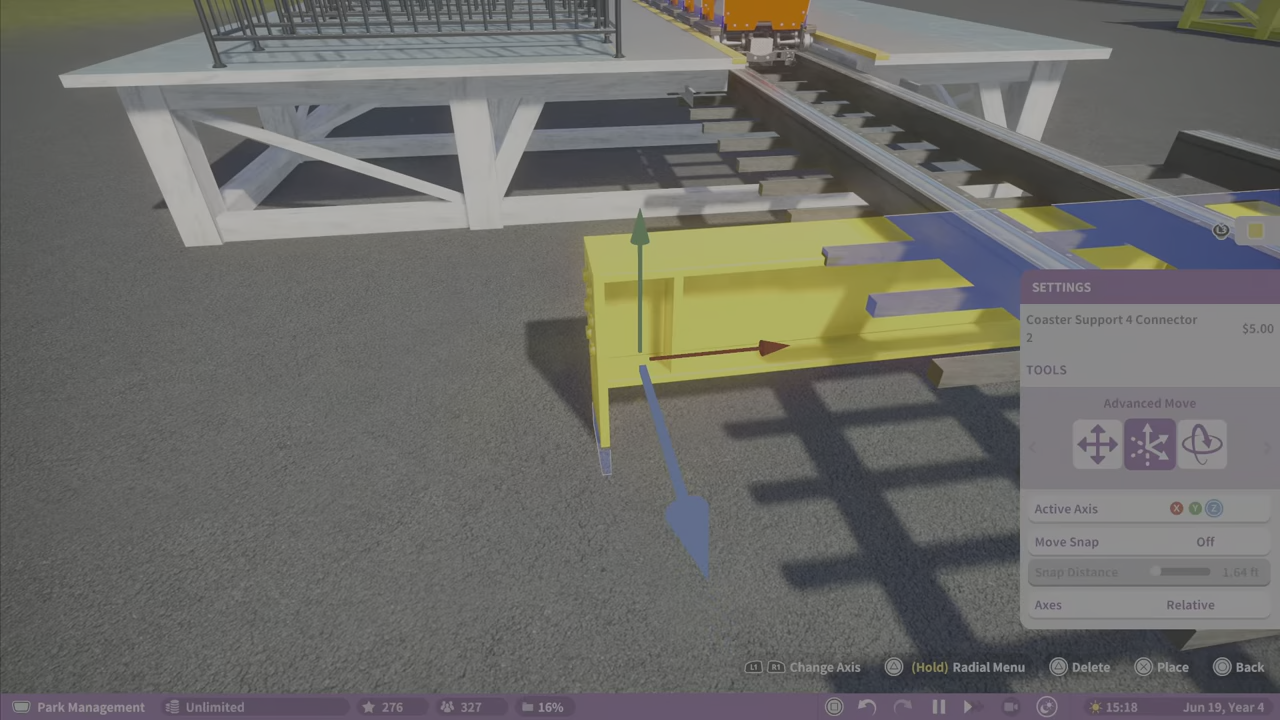 SETTINGS
Coaster Support 4 Connector
2
$5.00
TOOLS
Advanced Move
Active Axis X Y Z
Move Snap Off
Snap Distance 1.64 ft
Axes Relative
L1 R1 Change Axis (Hold) Radial Menu Delete Place Back
Park Management Unlimited 276 327 16% 15:18 Jun 19, Year 4